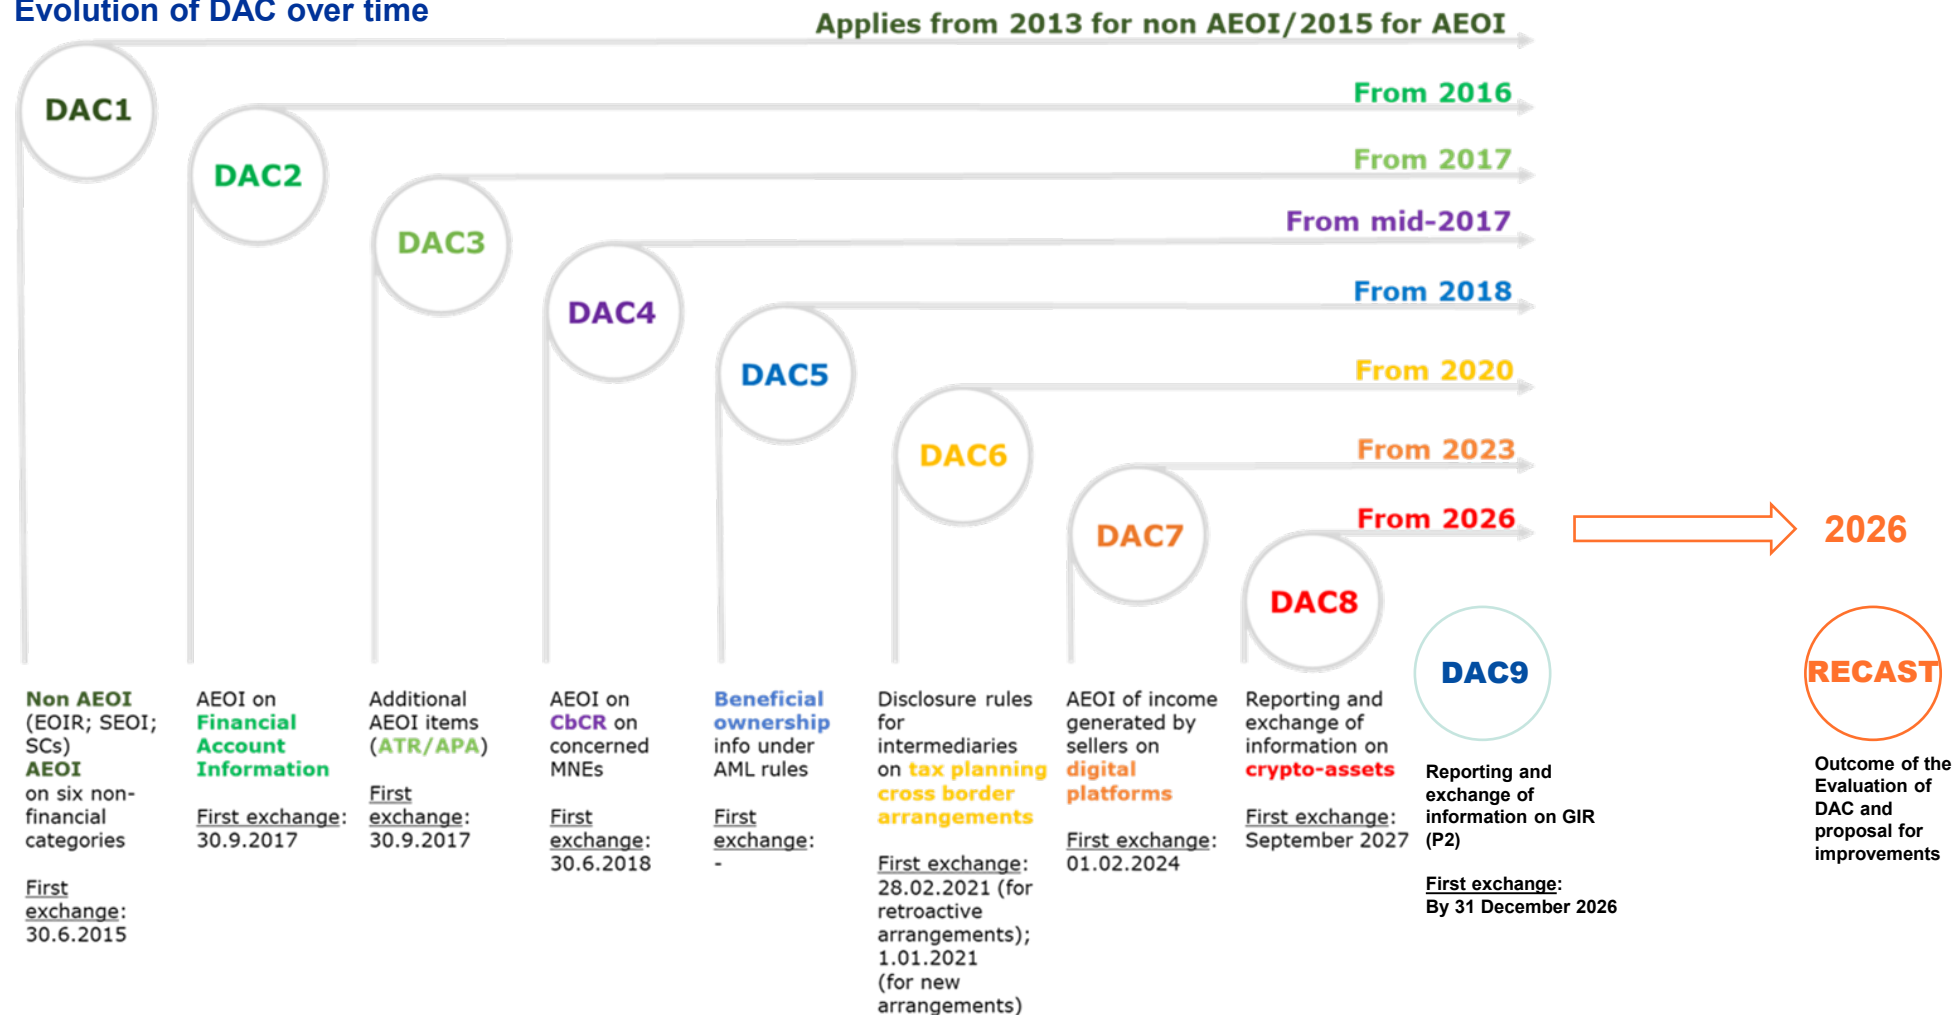 Evolution of DAC over time
Applies from 2013 for non AEOI/2015 for AEOI
DAC1
From 2016
DAC2
From 2017
DAC3
From mid-2017
DAC4
From 2018
DAC5
From 2020
DAC6
From 2023
DAC7
From 2026
DAC8
2026
DAC9
RECAST
Non AEOI
(EOIR; SEOI;
SCs)
AEOI
on six non-
financial
categories
First
exchange:
30.6.2015
AEOI on
Financial
Account
Information
First exchange:
30.9.2017
Additional
AEOI items
(ATR/APA)
First
exchange:
30.9.2017
AEOI on
CbCR on
concerned
MNEs
First
exchange:
30.6.2018
Beneficial
ownership
info under
AML rules
First
exchange:
-
Disclosure rules
for
intermediaries
on tax planning
cross border
arrangements
First exchange:
28.02.2021 (for
retroactive
arrangements);
1.01.2021
(for new
arrangements)
AEOI of income
generated by
sellers on
digital
platforms
First exchange:
01.02.2024
Reporting and
exchange of
information on
crypto-assets
First exchange:
September 2027
Reporting and
exchange of
information on GIR
(P2)
First exchange:
By 31 December 2026
Outcome of the
Evaluation of
DAC and
proposal for
improvements